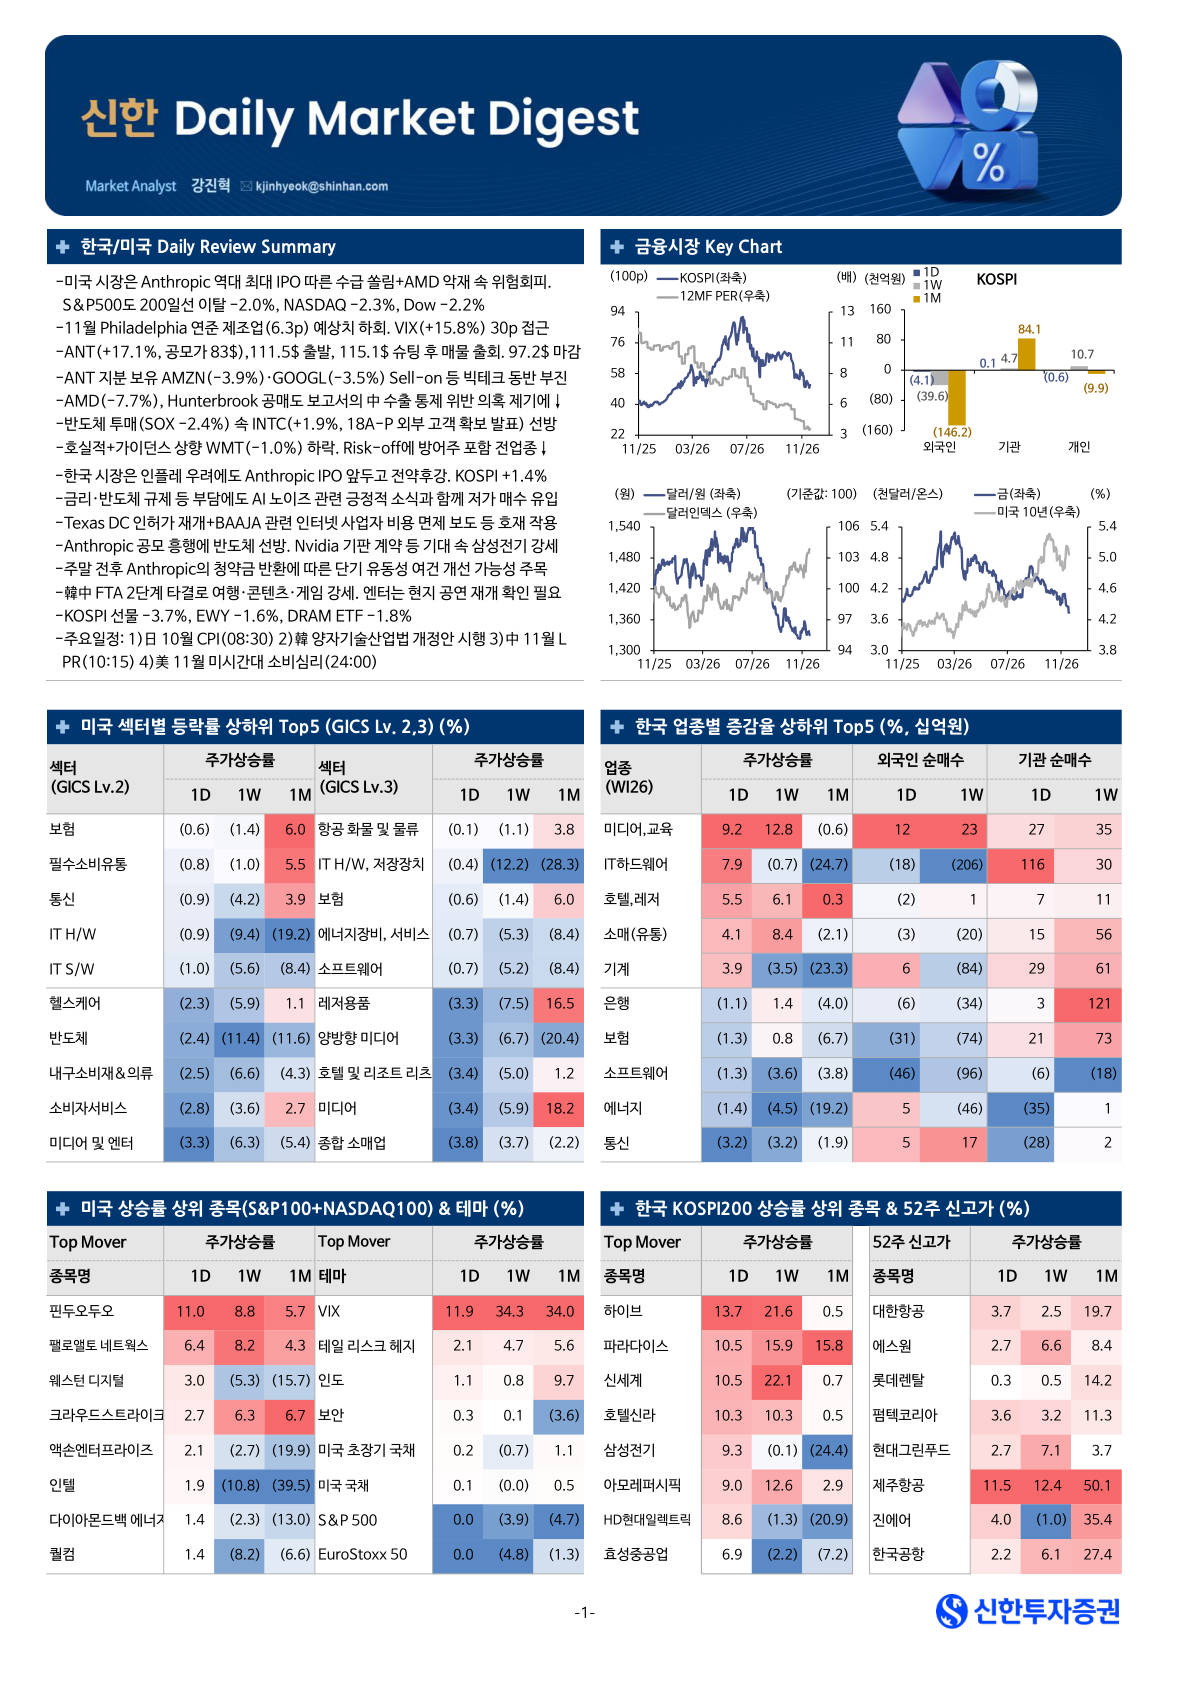 신한 Daily Market Digest
Market Analyst 강진혁 kjinhyeok@shinhan.com
한국/미국 Daily Review Summary
-미국 시장은 Anthropic 역대 최대 IPO 따른 수급 쏠림+AMD 악재 속 위험회피.
S&P500도 200일선 이탈 -2.0%, NASDAQ -2.3%, Dow -2.2%
-11월 Philadelphia 연준 제조업(6.3p) 예상치 하회. VIX(+15.8%) 30p 접근
-ANT(+17.1%, 공모가 83$),111.5$ 출발, 115.1$ 슈팅 후 매물 출회. 97.2$ 마감
-ANT 지분 보유 AMZN(-3.9%)·GOOGL(-3.5%) Sell-on 등 빅테크 동반 부진
-AMD(-7.7%), Hunterbrook 공매도 보고서의 中 수출 통제 위반 의혹 제기에↓
-반도체 투매(SOX -2.4%) 속 INTC(+1.9%, 18A-P 외부 고객 확보 발표) 선방
-호실적+가이던스 상향 WMT(-1.0%) 하락. Risk-off에 방어주 포함 전업종↓
-한국 시장은 인플레 우려에도 Anthropic IPO 앞두고 전약후강. KOSPI +1.4%
-금리·반도체 규제 등 부담에도 AI 노이즈 관련 긍정적 소식과 함께 저가 매수 유입
-Texas DC 인허가 재개+BAAJA 관련 인터넷 사업자 비용 면제 보도 등 호재 작용
-Anthropic 공모 흥행에 반도체 선방. Nvidia 기판 계약 등 기대 속 삼성전기 강세
-주말 전후 Anthropic의 청약금 반환에 따른 단기 유동성 여건 개선 가능성 주목
-韓中 FTA 2단계 타결로 여행·콘텐츠·게임 강세. 엔터는 현지 공연 재개 확인 필요
-KOSPI 선물 -3.7%, EWY -1.6%, DRAM ETF -1.8%
-주요일정: 1)日 10월 CPI(08:30) 2)韓 양자기술산업법 개정안 시행 3)中 11월 L
PR(10:15) 4)美 11월 미시간대 소비심리(24:00)
금융시장 Key Chart
(100p) KOSPI(좌축) (배)
12MF PER(우축)
94 13
76 11
58 8
40 6
22 3
11/25 03/26 07/26 11/26
(천억원) 1D KOSPI
1W
1M
160
80
0
(80)
(160)
(4.1) (39.6) (146.2)
0.1 4.7 84.1
(0.6) 10.7 (9.9)
외국인 기관 개인
(원) 달러/원 (좌축) (기준값: 100)
달러인덱스 (우축)
1,540 106
1,480 103
1,420 100
1,360 97
1,300 94
11/25 03/26 07/26 11/26
(천달러/온스) 금(좌축) (%)
미국 10년(우축)
5.4 5.4
4.8 5.0
4.2 4.6
3.6 4.2
3.0 3.8
11/25 03/26 07/26 11/26
미국 섹터별 등락률 상하위 Top5 (GICS Lv. 2,3) (%)
섹터 (GICS Lv.2) 주가상승률 섹터 (GICS Lv.3) 주가상승률
1D 1W 1M 1D 1W 1M
보험 (0.6) (1.4) 6.0 항공 화물 및 물류 (0.1) (1.1) 3.8
필수소비유통 (0.8) (1.0) 5.5 IT H/W, 저장장치 (0.4) (12.2) (28.3)
통신 (0.9) (4.2) 3.9 보험 (0.6) (1.4) 6.0
IT H/W (0.9) (9.4) (19.2) 에너지장비, 서비스 (0.7) (5.3) (8.4)
IT S/W (1.0) (5.6) (8.4) 소프트웨어 (0.7) (5.2) (8.4)
헬스케어 (2.3) (5.9) 1.1 레저용품 (3.3) (7.5) 16.5
반도체 (2.4) (11.4) (11.6) 양방향 미디어 (3.3) (6.7) (20.4)
내구소비재&의류 (2.5) (6.6) (4.3) 호텔 및 리조트 리츠 (3.4) (5.0) 1.2
소비자서비스 (2.8) (3.6) 2.7 미디어 (3.4) (5.9) 18.2
미디어 및 엔터 (3.3) (6.3) (5.4) 종합 소매업 (3.8) (3.7) (2.2)
한국 업종별 증감율 상하위 Top5 (%, 십억원)
업종 (WI26) 주가상승률 외국인 순매수 기관 순매수
1D 1W 1M 1D 1W 1D 1W
미디어,교육 9.2 12.8 (0.6) 12 23 27 35
IT하드웨어 7.9 (0.7) (24.7) (18) (206) 116 30
호텔,레저 5.5 6.1 0.3 (2) 1 7 11
소매(유통) 4.1 8.4 (2.1) (3) (20) 15 56
기계 3.9 (3.5) (23.3) 6 (84) 29 61
은행 (1.1) 1.4 (4.0) (6) (34) 3 121
보험 (1.3) 0.8 (6.7) (31) (74) 21 73
소프트웨어 (1.3) (3.6) (3.8) (46) (96) (6) (18)
에너지 (1.4) (4.5) (19.2) 5 (46) (35) 1
통신 (3.2) (3.2) (1.9) 5 17 (28) 2
미국 상승률 상위 종목(S&P100+NASDAQ100) & 테마 (%)
Top Mover 주가상승률 Top Mover 주가상승률
종목명 1D 1W 1M 테마 1D 1W 1M
핀두오두오 11.0 8.8 5.7 VIX 11.9 34.3 34.0
팰로앨토 네트웍스 6.4 8.2 4.3 테일 리스크 헤지 2.1 4.7 5.6
웨스턴 디지털 3.0 (5.3) (15.7) 인도 1.1 0.8 9.7
크라우드스트라이크 2.7 6.3 6.7 보안 0.3 0.1 (3.6)
액손엔터프라이즈 2.1 (2.7) (19.9) 미국 초장기 국채 0.2 (0.7) 1.1
인텔 1.9 (10.8) (39.5) 미국 국채 0.1 (0.0) 0.5
다이아몬드백 에너지 1.4 (2.3) (13.0) S&P 500 0.0 (3.9) (4.7)
퀄컴 1.4 (8.2) (6.6) EuroStoxx 50 0.0 (4.8) (1.3)
한국 KOSPI200 상승률 상위 종목 & 52주 신고가 (%)
Top Mover 주가상승률 52주 신고가 주가상승률
종목명 1D 1W 1M 종목명 1D 1W 1M
하이브 13.7 21.6 0.5 대한항공 3.7 2.5 19.7
파라다이스 10.5 15.9 15.8 에스원 2.7 6.6 8.4
신세계 10.5 22.1 0.7 롯데렌탈 0.3 0.5 14.2
호텔신라 10.3 10.3 0.5 펌텍코리아 3.6 3.2 11.3
삼성전기 9.3 (0.1) (24.4) 현대그린푸드 2.7 7.1 3.7
아모레퍼시픽 9.0 12.6 2.9 제주항공 11.5 12.4 50.1
HD현대일렉트릭 8.6 (1.3) (20.9) 진에어 4.0 (1.0) 35.4
효성중공업 6.9 (2.2) (7.2) 한국공항 2.2 6.1 27.4
-1-
신한투자증권